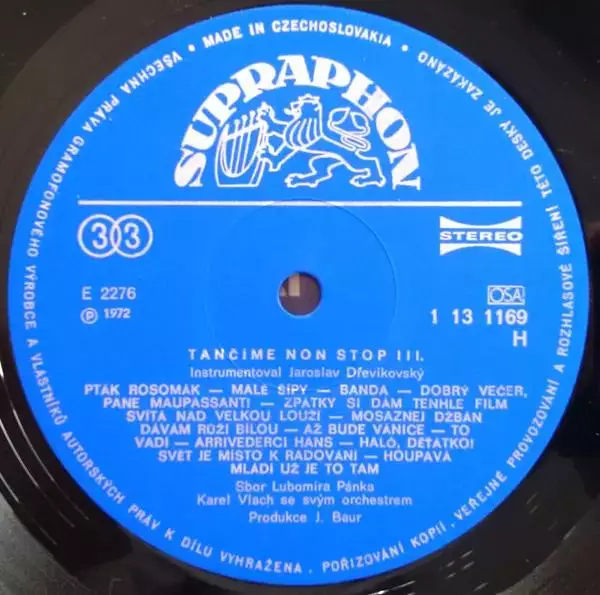 VŠECHNA PRÁVA GRAMOFONOVÉHO VÝROBCE A VLASTNÍKŮ AUTORSKÝCH PRÁV K DÍLU VYHRAŽENA. POŘIZOVÁNÍ KOPIÍ, VEŘEJNÉ PROVOZOVÁNÍ A ROZHLASOVÉ ŠÍŘENÍ TÉTO DESKY JE ZAKÁZÁNO
• MADE IN CZECHOSLOVAKIA •
SUPRAPHON
33
STEREO
E 2276
OSA
℗ 1972
1 13 1169
H
TANČÍME NON STOP III.
Instrumentoval Jaroslav Dřevikovský
PTÁK ROSOMÁK — MALÉ ŠÍPY — BANDA — DOBRÝ VEČER,
PANE MAUPASSANTI — ZPÁTKY SI DÁM TENHLE FILM
SVÍTÁ NAD VELKOU LOUŽÍ — MOSAZNEJ DŽBÁN
DÁVÁM RŮŽI BÍLOU — AŽ BUDE VÁNICE — TO
VADÍ — ARRIVEDERCI HANS — HALÓ, DĚŤÁTKO!
SVĚT JE MÍSTO K RADOVÁNÍ — HOUPAVÁ
MLÁDÍ UŽ JE TO TAM
Sbor Lubomíra Pánka
Karel Vlach se svým orchestrem
Produkce J. Baur